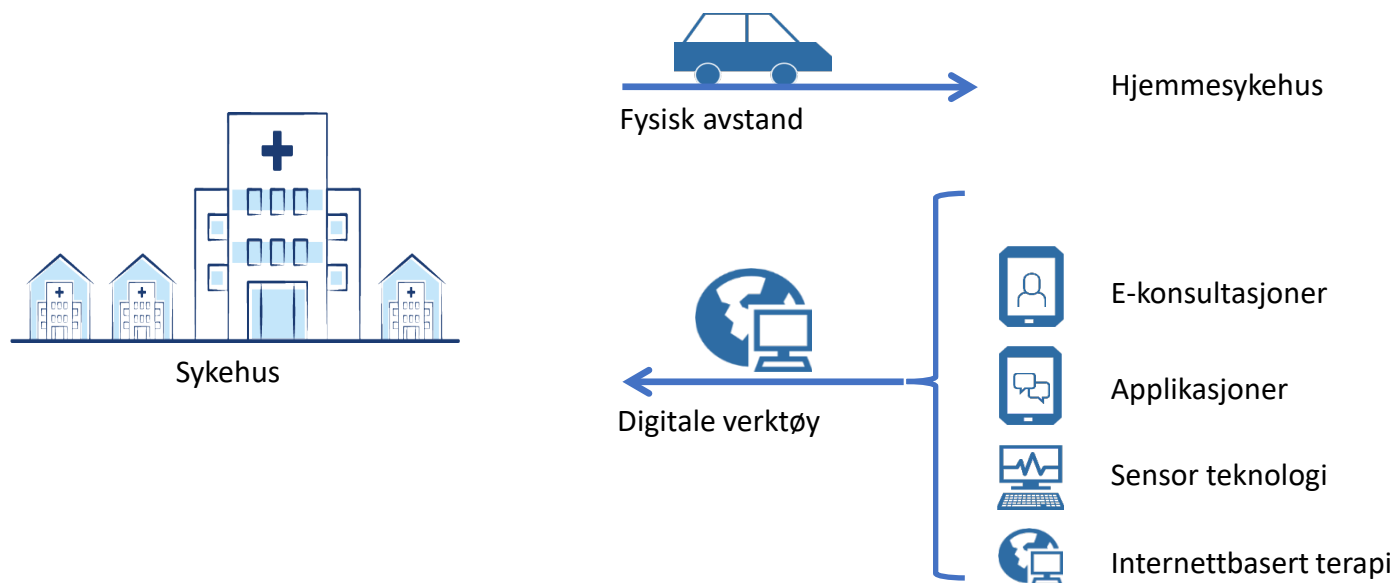 Fysisk avstand
Hjemmesykehus
Sykehus
Digitale verktøy
E-konsultasjoner
Applikasjoner
Sensor teknologi
Internettbasert terapi